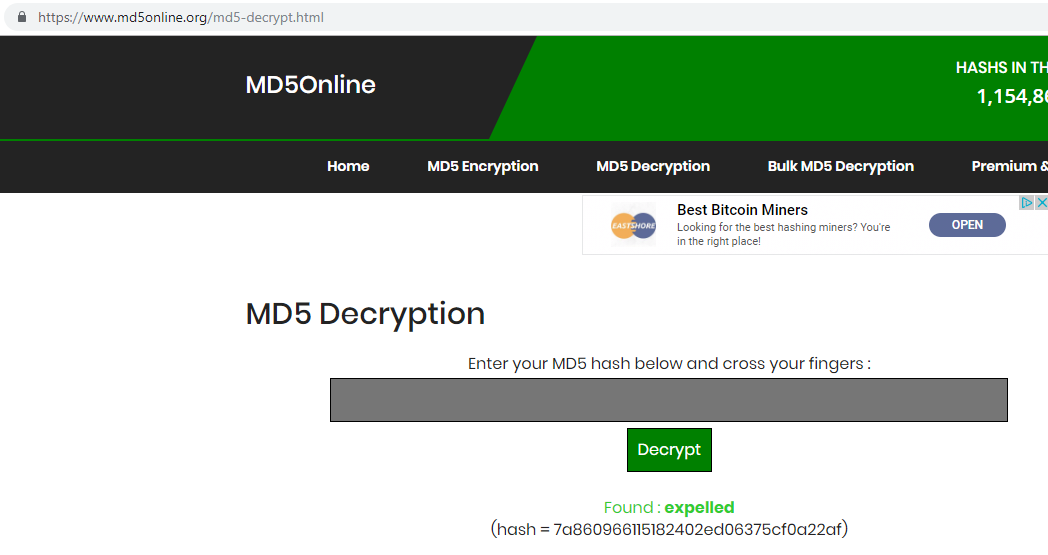 https://www.md5online.org/md5-decrypt.html
MD5Online
HASHS IN TH
1,154,86
Home MD5 Encryption MD5 Decryption Bulk MD5 Decryption Premium &
EASTSHORE
Best Bitcoin Miners
Looking for the best hashing miners? You're
in the right place!
OPEN
MD5 Decryption
Enter your MD5 hash below and cross your fingers :
Decrypt
Found : expelled
(hash = 7a860966115182402ed06375cf0a22af)